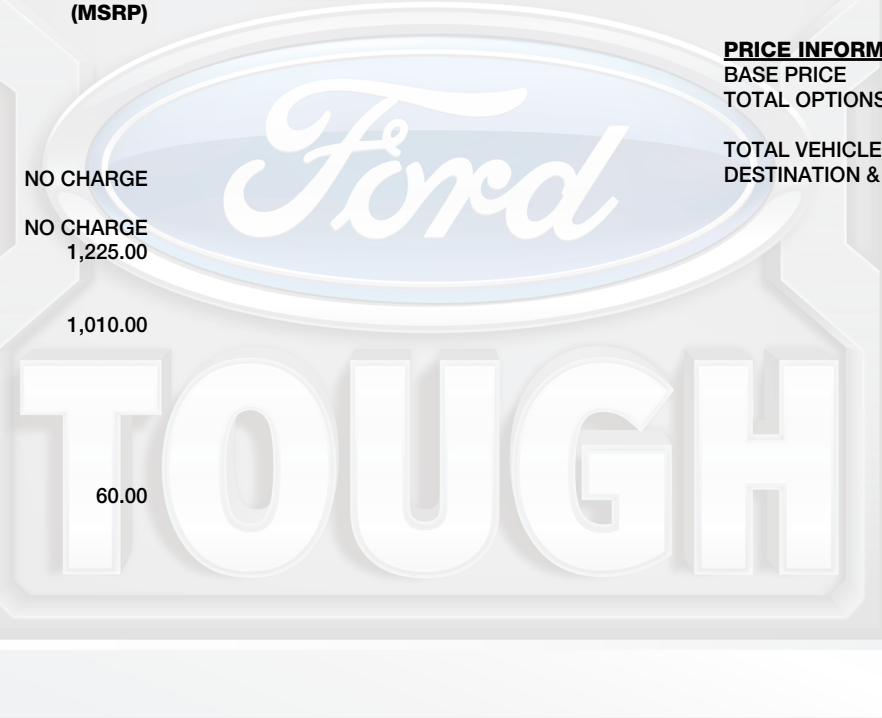 (MSRP)
NO CHARGE
NO CHARGE
1,225.00
1,010.00
60.00
PRICE INFORM
BASE PRICE
TOTAL OPTIONS
TOTAL VEHICLE
DESTINATION &
Ford
TOUGH